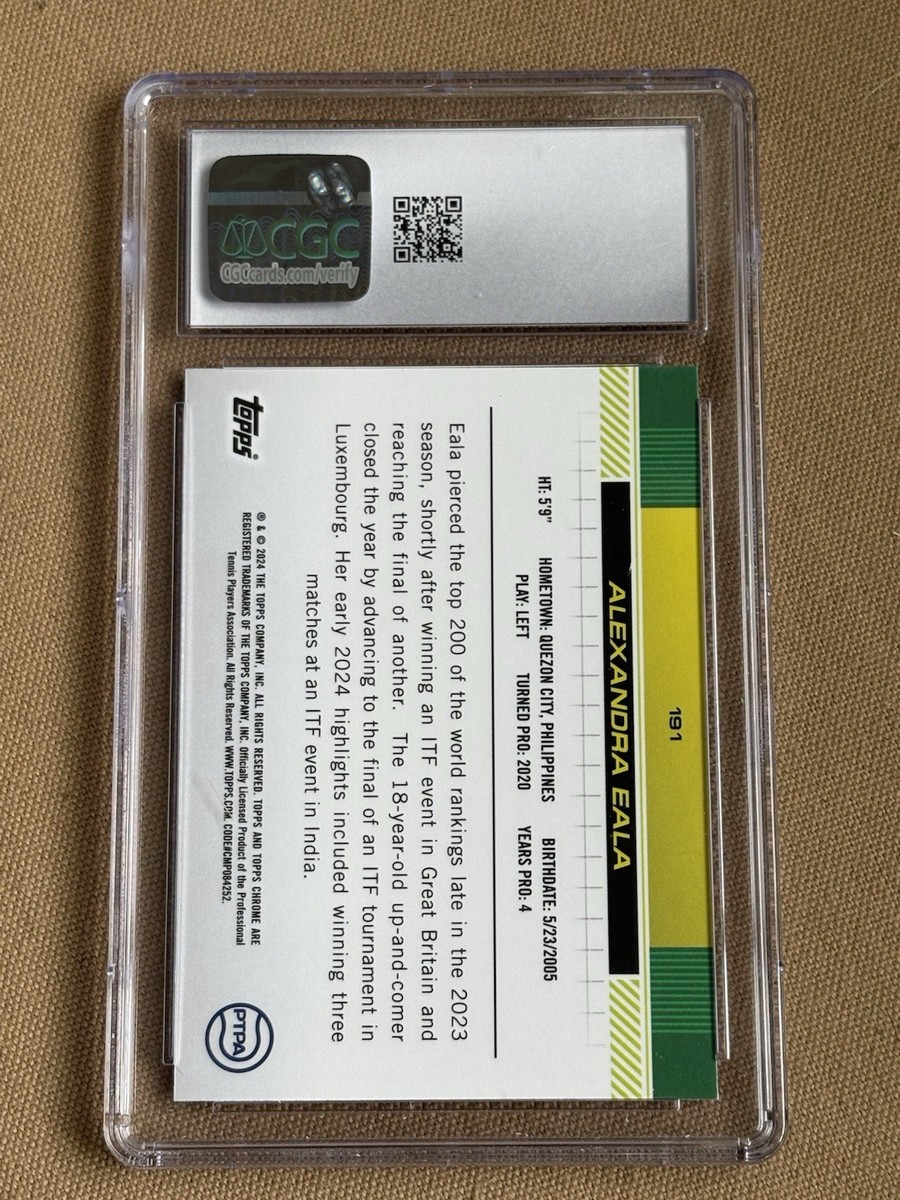 CGC
CGCcards.com/verify
191
ALEXANDRA EALA
HT: 5'9" HOMETOWN: QUEZON CITY, PHILIPPINES BIRTHDATE: 5/23/2005
PLAY: LEFT TURNED PRO: 2020 YEARS PRO: 4
Eala pierced the top 200 of the world rankings late in the 2023
season, shortly after winning an ITF event in Great Britain and
reaching the final of another. The 18-year-old up-and-comer
closed the year by advancing to the final of an ITF tournament in
Luxembourg. Her early 2024 highlights included winning three
matches at an ITF event in India.
topps®
® & © 2024 THE TOPPS COMPANY, INC. ALL RIGHTS RESERVED. TOPPS AND TOPPS CHROME ARE
REGISTERED TRADEMARKS OF THE TOPPS COMPANY, INC. Officially Licensed Product of the Professional
Tennis Players Association. All Rights Reserved. WWW.TOPPS.COM. CODE#CMP084252.
PTPA